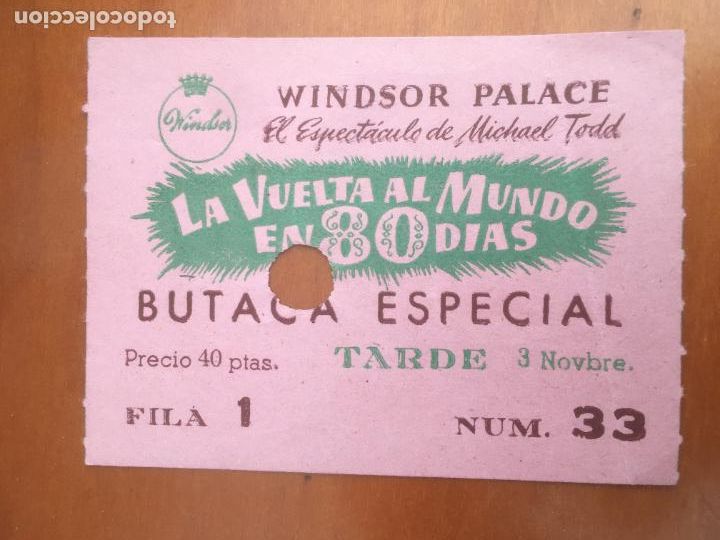 todocoleccion
Windsor
WINDSOR PALACE
El Espectáculo de Michael Todd
LA VUELTA AL MUNDO
EN 80 DIAS
BUTACA ESPECIAL
Precio 40 ptas. TARDE 3 Novbre.
FILA 1 NUM. 33